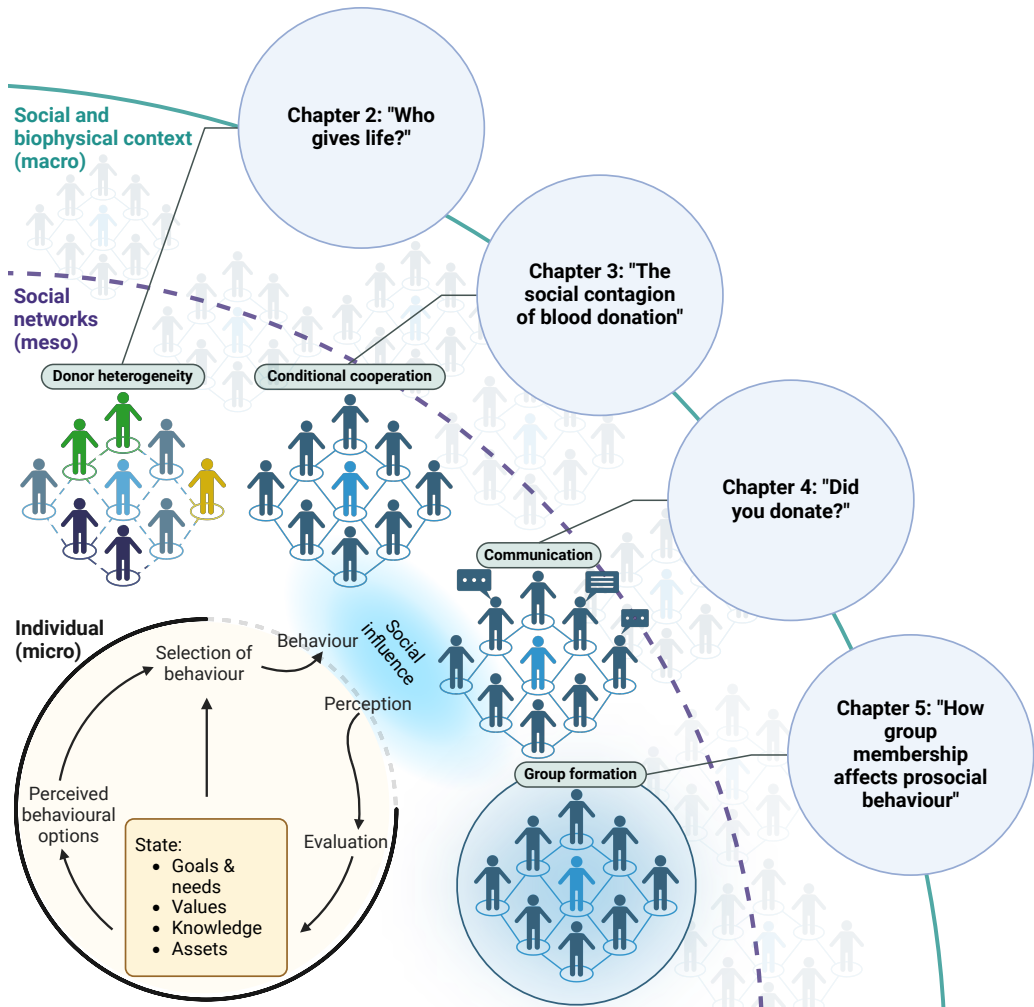 Chapter 2: "Who
gives life?"
Social and
biophysical context
(macro)
Chapter 3: "The
social contagion
of blood donation"
Social
networks
(meso)
Donor heterogeneity
Conditional cooperation
Chapter 4: "Did
you donate?"
Communication
Individual
(micro)
Behaviour
Social
influence
Selection of
behaviour
Perception
Chapter 5: "How
group
membership
affects prosocial
behaviour"
Group formation
Perceived
behavioural
options
Evaluation
State:
• Goals &
needs
• Values
• Knowledge
• Assets